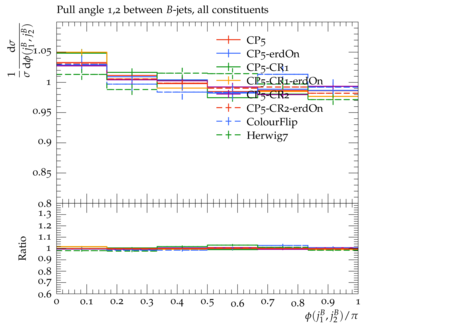 Pull angle 1,2 between B-jets, all constituents
1/σ dσ/dϕ(j₁ᴮ, j₂ᴮ)
1.05
1
0.95
0.9
0.85
0.8
CP5
CP5-erdOn
CP5-CR1
CP5-CR1-erdOn
CP5-CR2
CP5-CR2-erdOn
ColourFlip
Herwig7
Ratio
1.3
1.2
1.1
1
0.9
0.8
0.7
0.6
0 0.1 0.2 0.3 0.4 0.5 0.6 0.7 0.8 0.9 1
ϕ(j₁ᴮ, j₂ᴮ)/π